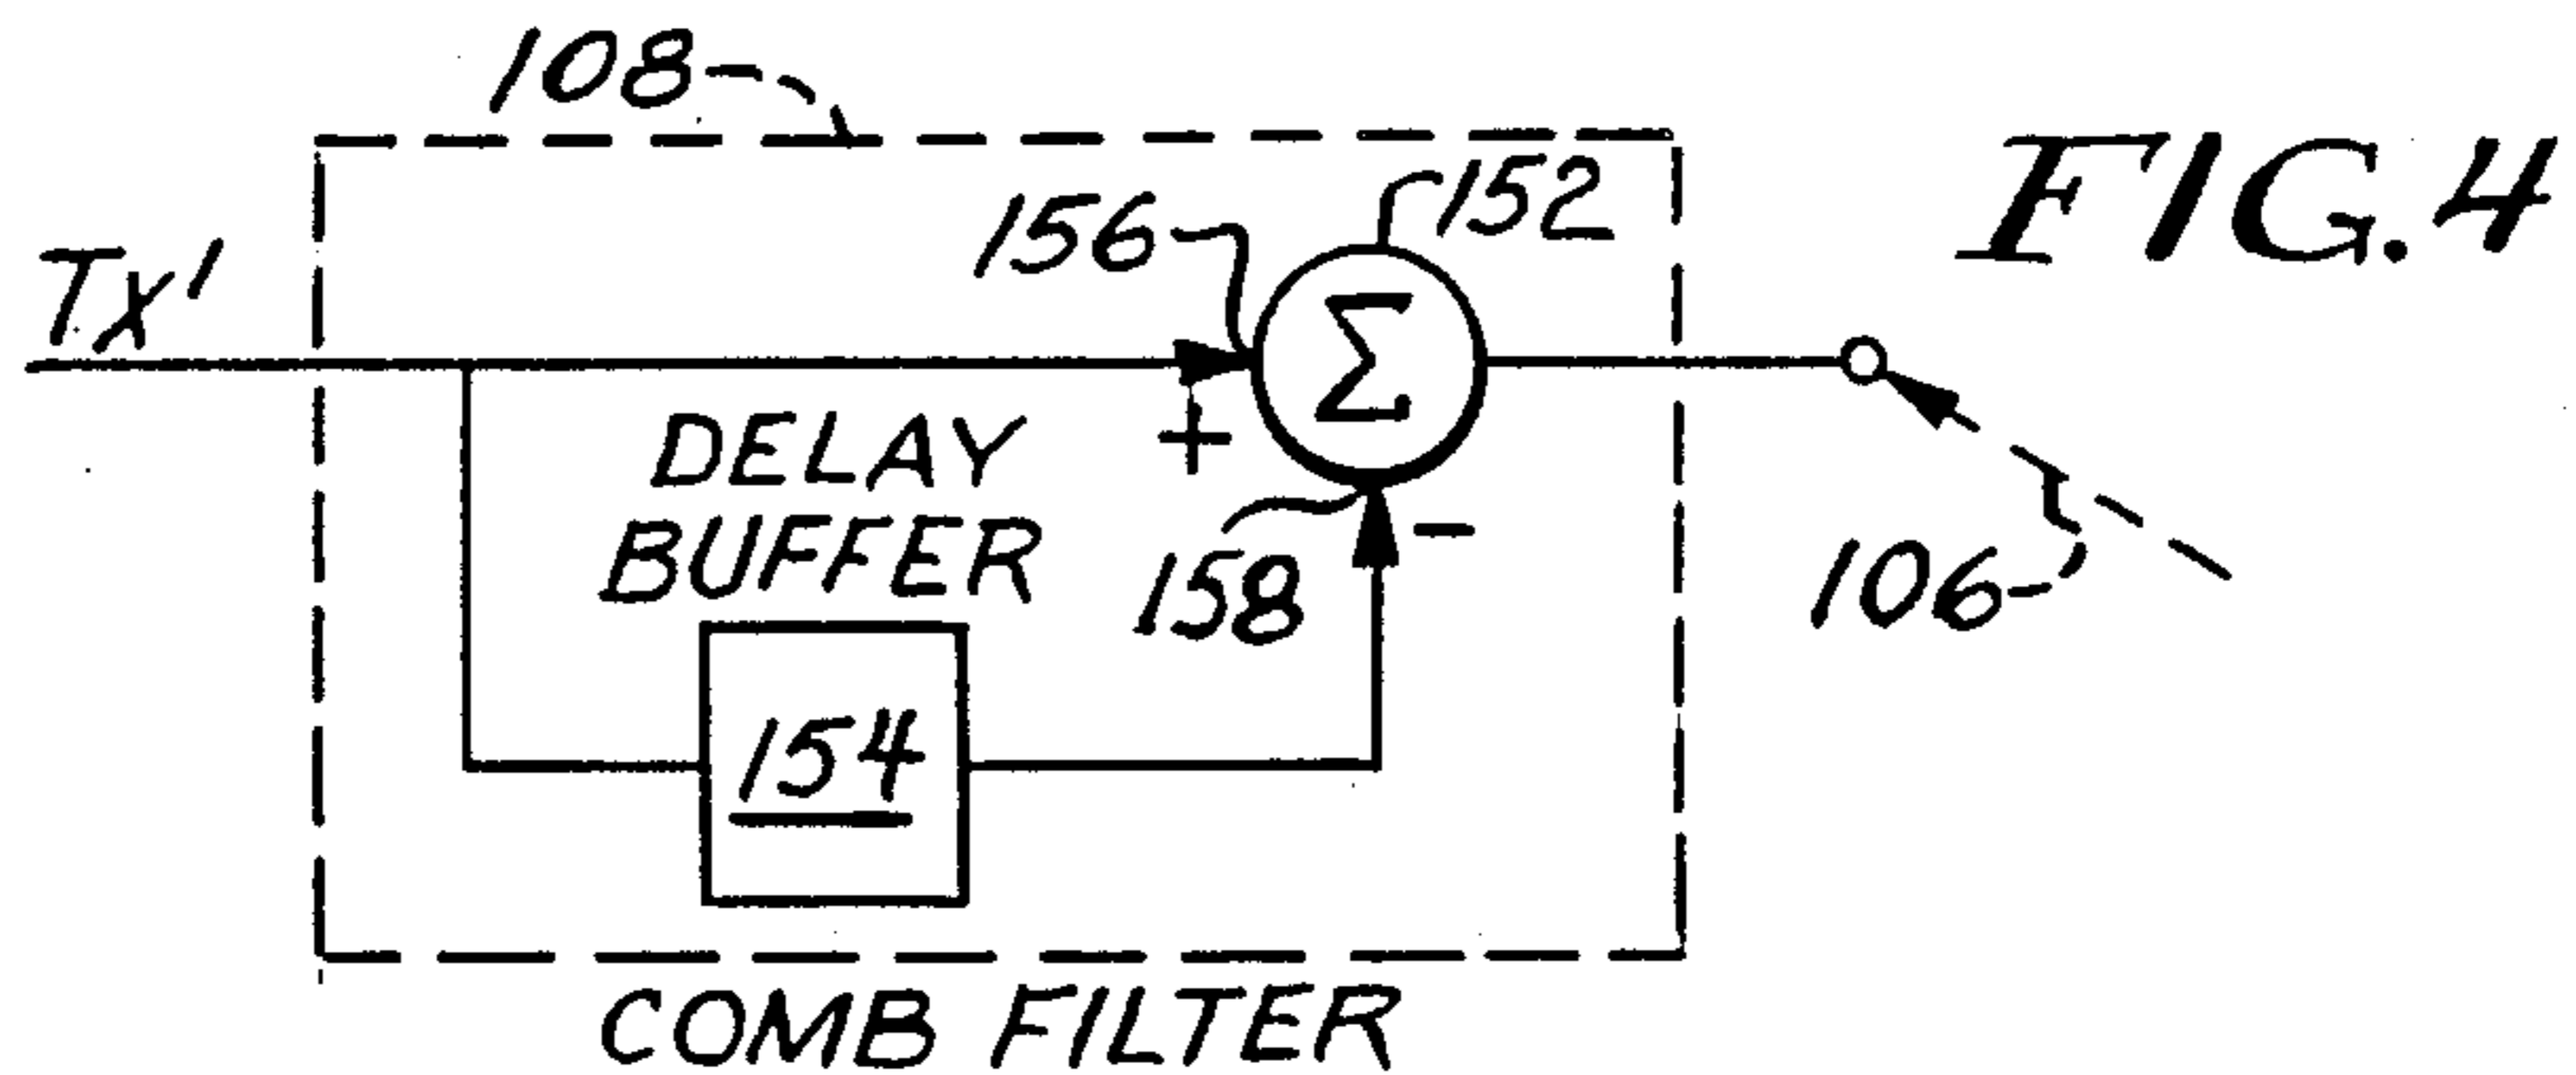 108
FIG. 4
152
156
Tx'
Σ
+
DELAY
BUFFER
-
158
106
154
COMB FILTER